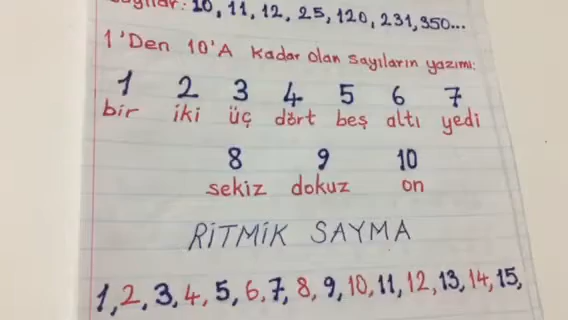 10, 11, 12, 25, 120, 231, 350...
1'Den 10'A kadar olan sayıların yazımı:
1 2 3 4 5 6 7
bir iki üç dört beş altı yedi
8 9 10
sekiz dokuz on
RİTMİK SAYMA
1, 2, 3, 4, 5, 6, 7, 8, 9, 10, 11, 12, 13, 14, 15,